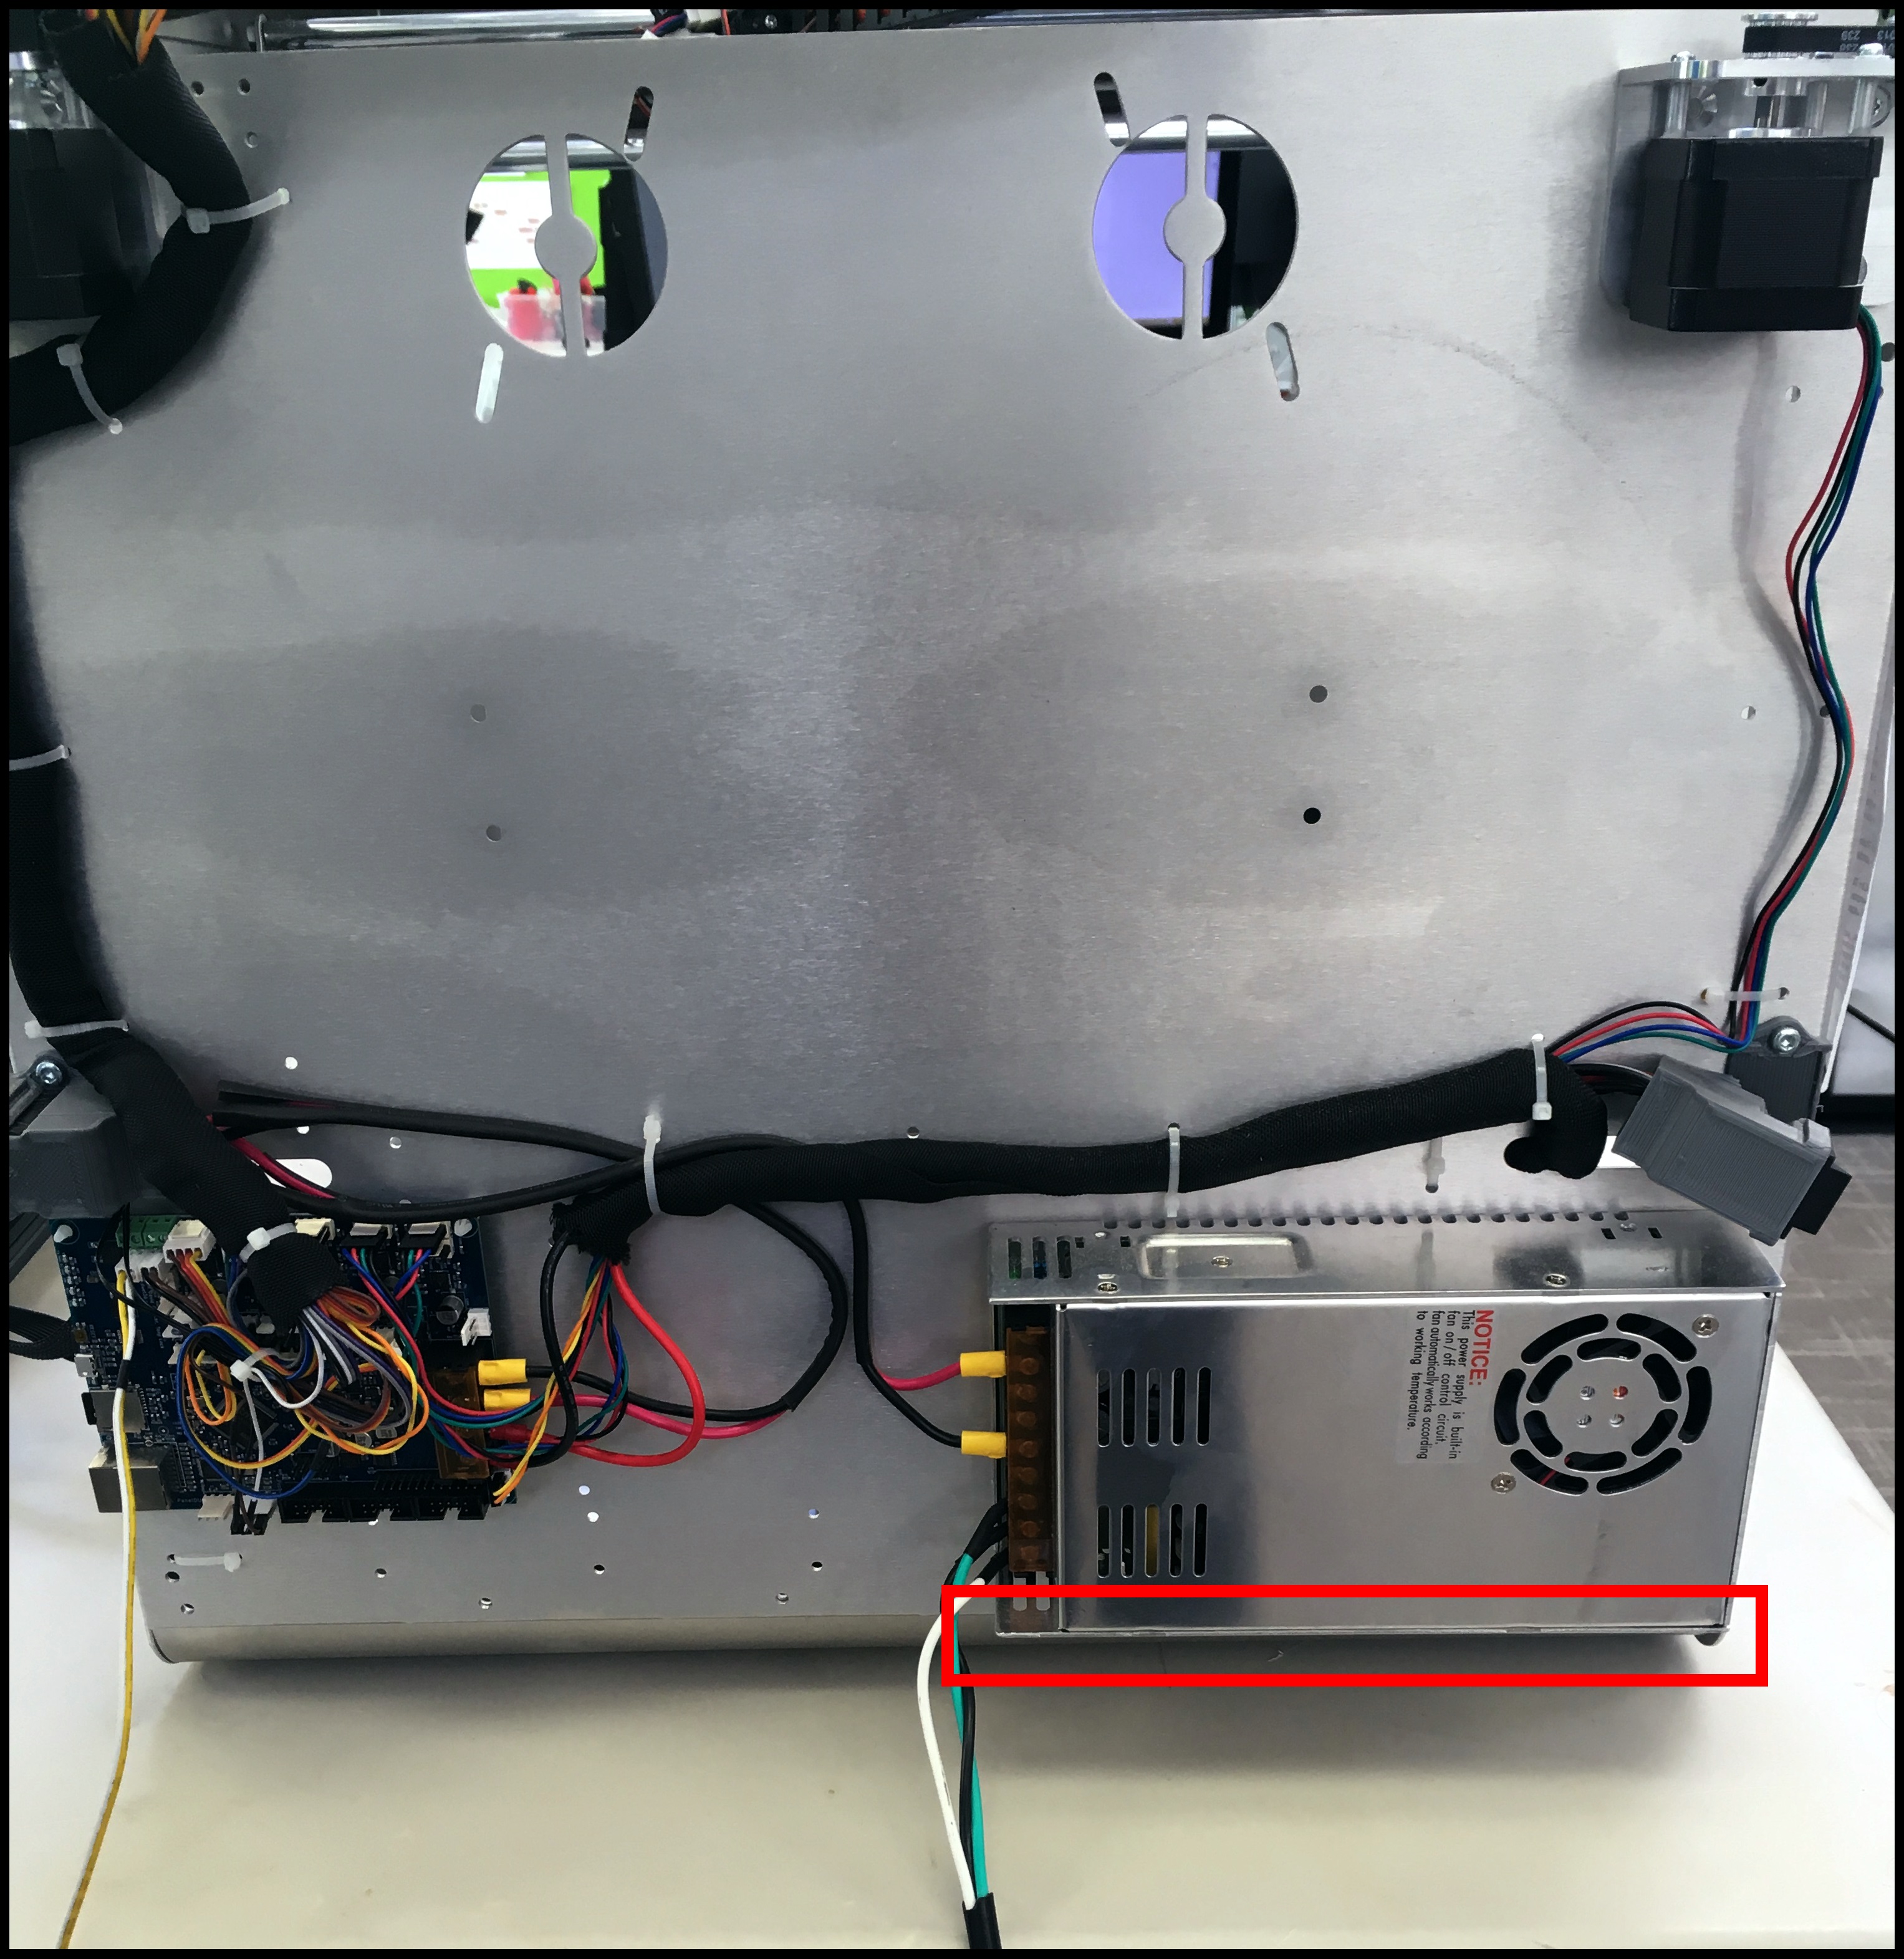 NOTICE:
This power supply is built-in
fan on / off control circuit,
fan automatically works according
to working temperature.